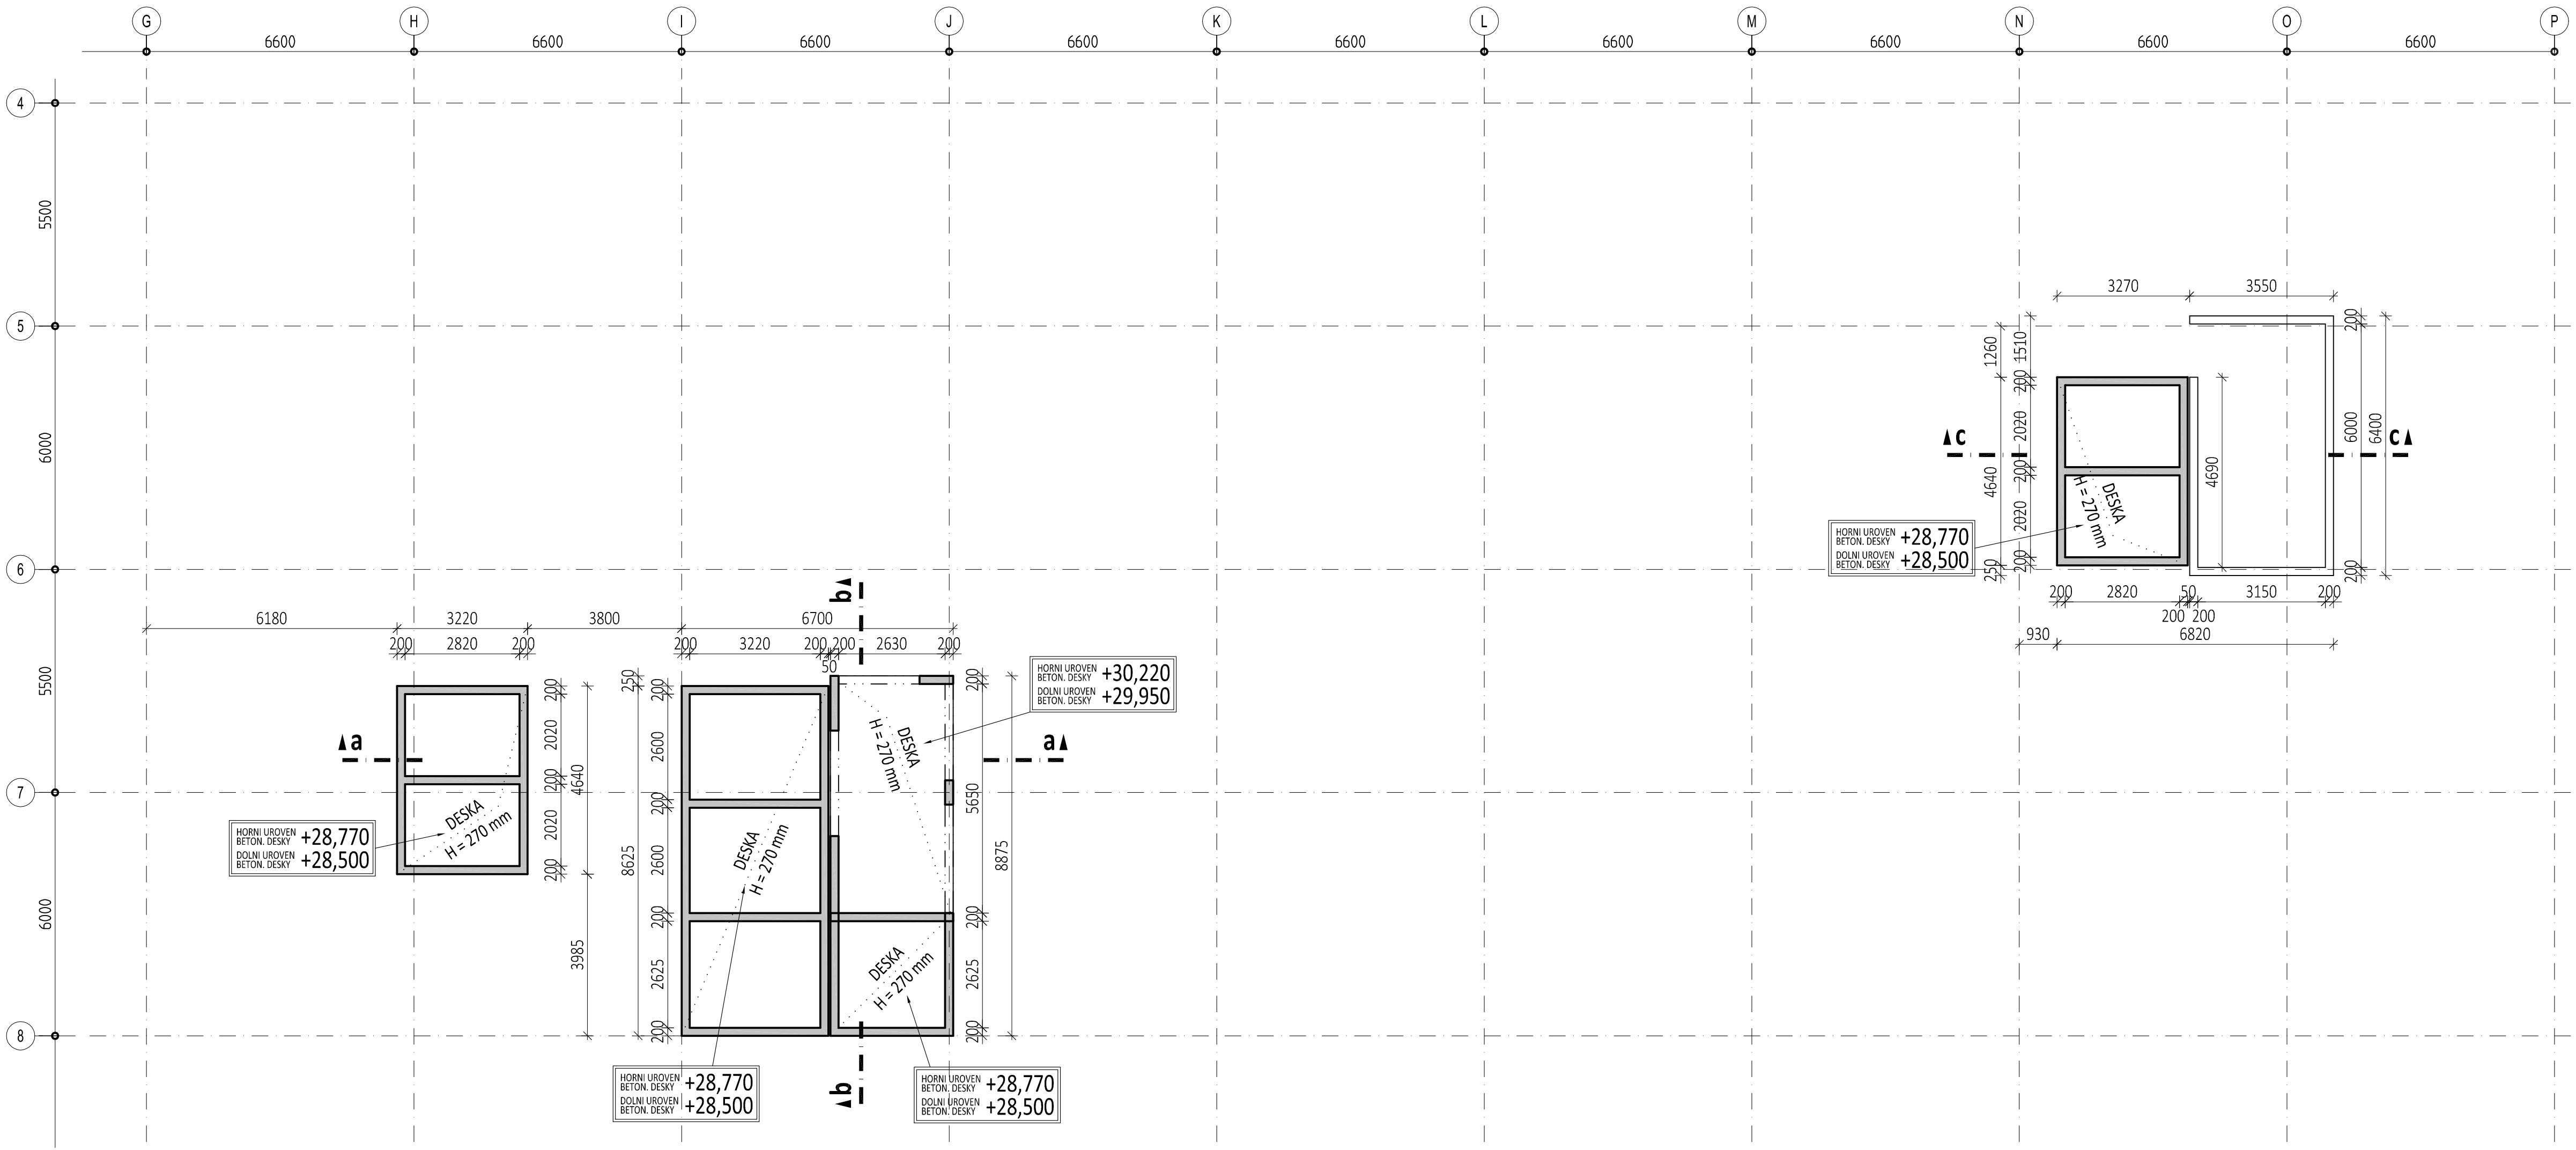 G H I J K L M N O P
6600 6600 6600 6600 6600 6600 6600 6600 6600
4
5500
5
6000
6
5500
7
6000
8
3270 3550
1260 1510 200 2020 200 2020 200
4640 250
4690
200 6000 200 6400
c c
DESKA
H = 270 mm
HORNI UROVEN
BETON. DESKY +28,770
DOLNI UROVEN
BETON. DESKY +28,500
200 2820 50 3150 200
200 200
930 6820
b
6180 3220 3800 6700
200 2820 200 200 3220 200 200 2630 200
50
HORNI UROVEN
BETON. DESKY +30,220
DOLNI UROVEN
BETON. DESKY +29,950
a a
200 2020 200 2020 200
4640 3985
250 8625
200 2600 200 2600 200 2625 200
200 5650 200 2625 200
8875
DESKA
H = 270 mm
DESKA
H = 270 mm
HORNI UROVEN
BETON. DESKY +28,770
DOLNI UROVEN
BETON. DESKY +28,500
DESKA
H = 270 mm
DESKA
H = 270 mm
HORNI UROVEN
BETON. DESKY +28,770
DOLNI UROVEN
BETON. DESKY +28,500
b
HORNI UROVEN
BETON. DESKY +28,770
DOLNI UROVEN
BETON. DESKY +28,500